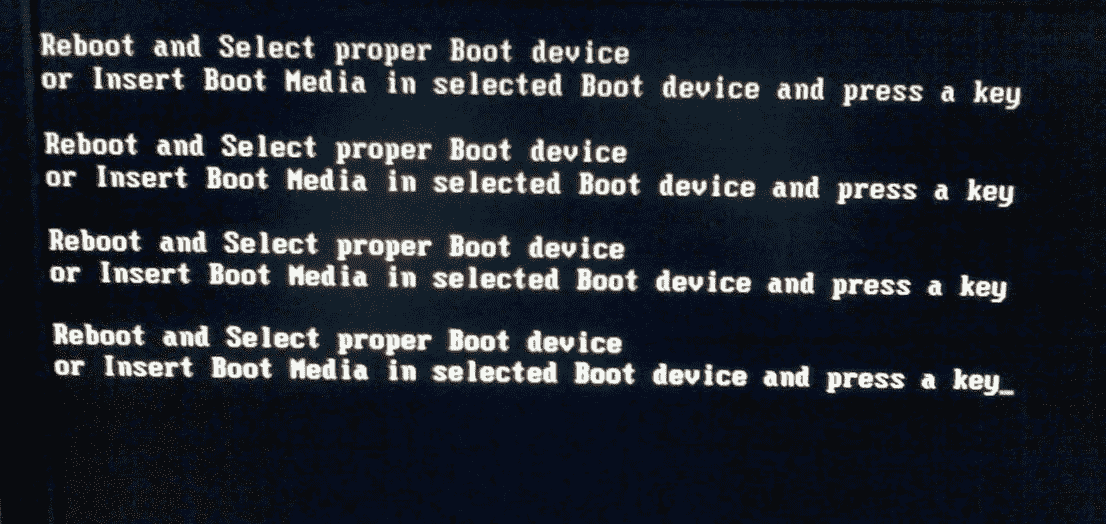 Reboot and Select proper Boot device
or Insert Boot Media in selected Boot device and press a key
Reboot and Select proper Boot device
or Insert Boot Media in selected Boot device and press a key
Reboot and Select proper Boot device
or Insert Boot Media in selected Boot device and press a key
Reboot and Select proper Boot device
or Insert Boot Media in selected Boot device and press a key_